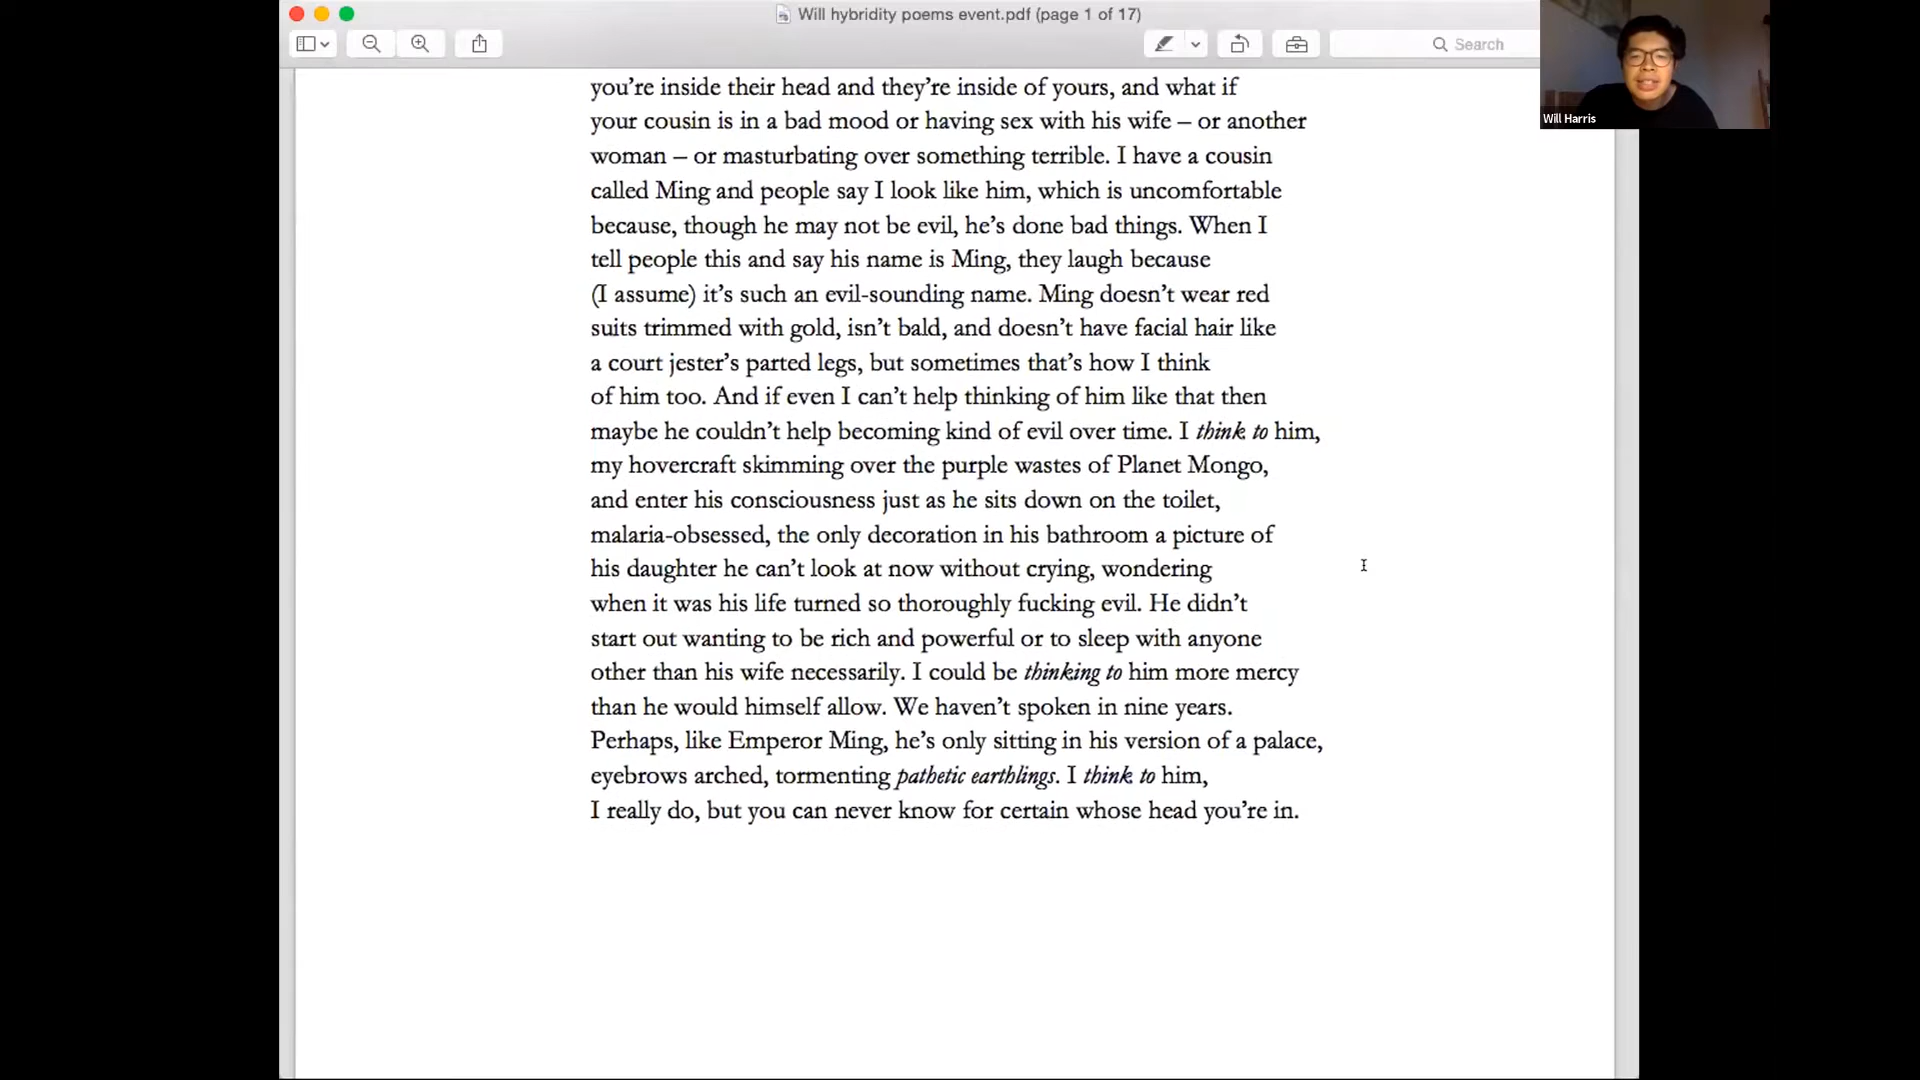 Will hybridity poems event.pdf (page 1 of 17)
Search
Will Harris
you’re inside their head and they’re inside of yours, and what if
your cousin is in a bad mood or having sex with his wife – or another
woman – or masturbating over something terrible. I have a cousin
called Ming and people say I look like him, which is uncomfortable
because, though he may not be evil, he’s done bad things. When I
tell people this and say his name is Ming, they laugh because
(I assume) it’s such an evil-sounding name. Ming doesn’t wear red
suits trimmed with gold, isn’t bald, and doesn’t have facial hair like
a court jester’s parted legs, but sometimes that’s how I think
of him too. And if even I can’t help thinking of him like that then
maybe he couldn’t help becoming kind of evil over time. I think to him,
my hovercraft skimming over the purple wastes of Planet Mongo,
and enter his consciousness just as he sits down on the toilet,
malaria-obsessed, the only decoration in his bathroom a picture of
his daughter he can’t look at now without crying, wondering
when it was his life turned so thoroughly fucking evil. He didn’t
start out wanting to be rich and powerful or to sleep with anyone
other than his wife necessarily. I could be thinking to him more mercy
than he would himself allow. We haven’t spoken in nine years.
Perhaps, like Emperor Ming, he’s only sitting in his version of a palace,
eyebrows arched, tormenting pathetic earthlings. I think to him,
I really do, but you can never know for certain whose head you’re in.